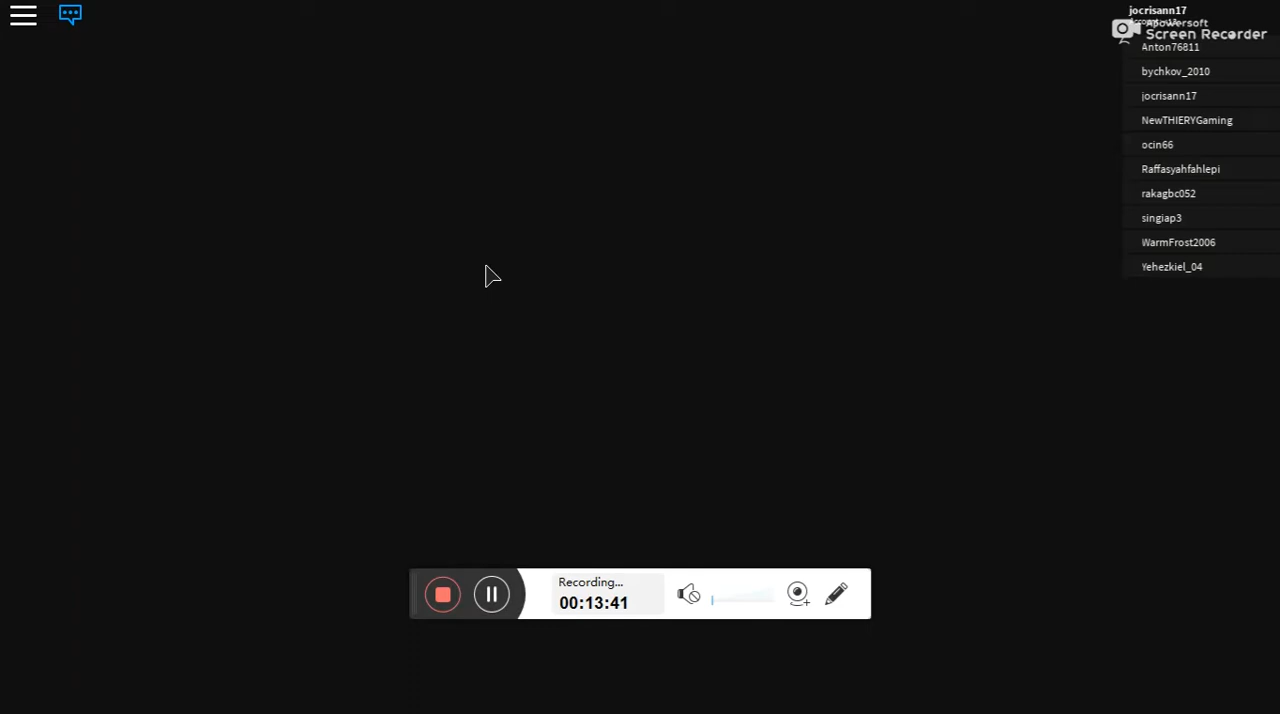 jocrisann17
Apowersoft
Screen Recorder
Anton76811
bychkov_2010
jocrisann17
NewTHIERYGaming
ocin66
Raffasyahfahlepi
rakagbc052
singiap3
WarmFrost2006
Yehezkiel_04
Recording...
00:13:41